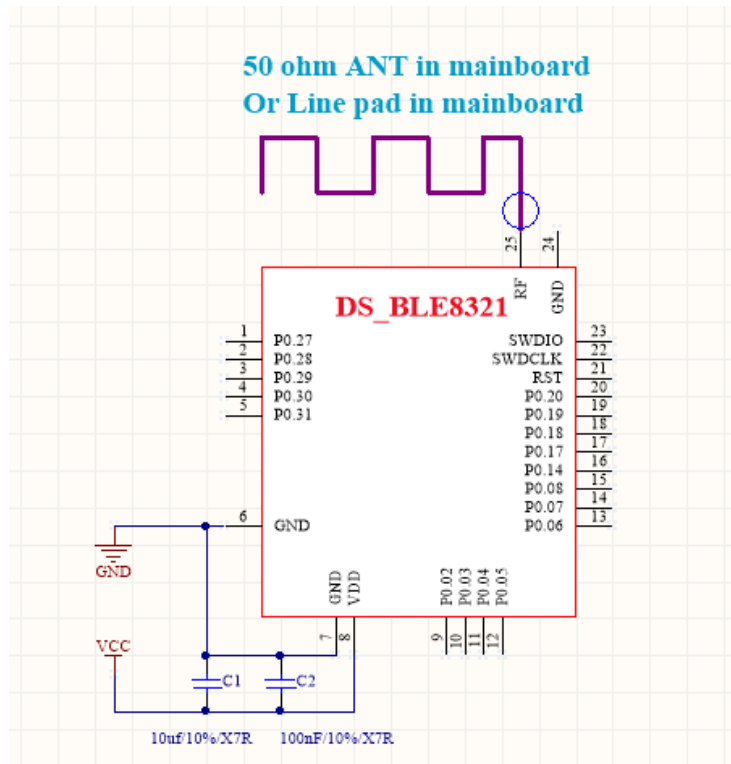 50 ohm ANT in mainboard
Or Line pad in mainboard
25
24
RF
GND
DS_BLE8321
1 P0.27
2 P0.28
3 P0.29
4 P0.30
5 P0.31
6 GND
SWDIO 23
SWDCLK 22
RST 21
P0.20 20
P0.19 19
P0.18 18
P0.17 17
P0.14 16
P0.08 15
P0.07 14
P0.06 13
GND
GND
VDD
P0.02
P0.03
P0.04
P0.05
7
8
9
10
11
12
VCC
C1
C2
10uf/10%/X7R
100nF/10%/X7R